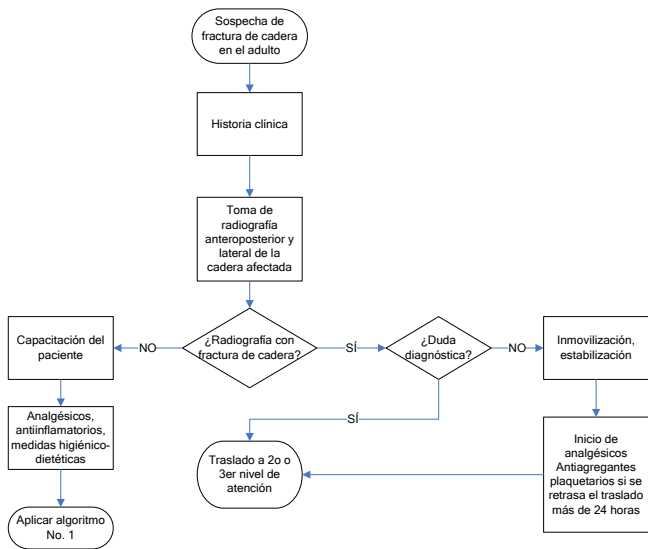 Sospecha de
fractura de cadera
en el adulto
Historia clínica
Toma de
radiografía
anteroposterior y
lateral de la
cadera afectada
¿Radiografía con
fractura de cadera?
NO
SÍ
Capacitación del
paciente
Analgésicos,
antiinflamatorios,
medidas higiénico-
dietéticas
Aplicar algoritmo
No. 1
¿Duda
diagnóstica?
NO
SÍ
Inmovilización,
estabilización
Inicio de
analgésicos
Antiagregantes
plaquetarios si se
retrasa el traslado
más de 24 horas
Traslado a 2o o
3er nivel de
atención